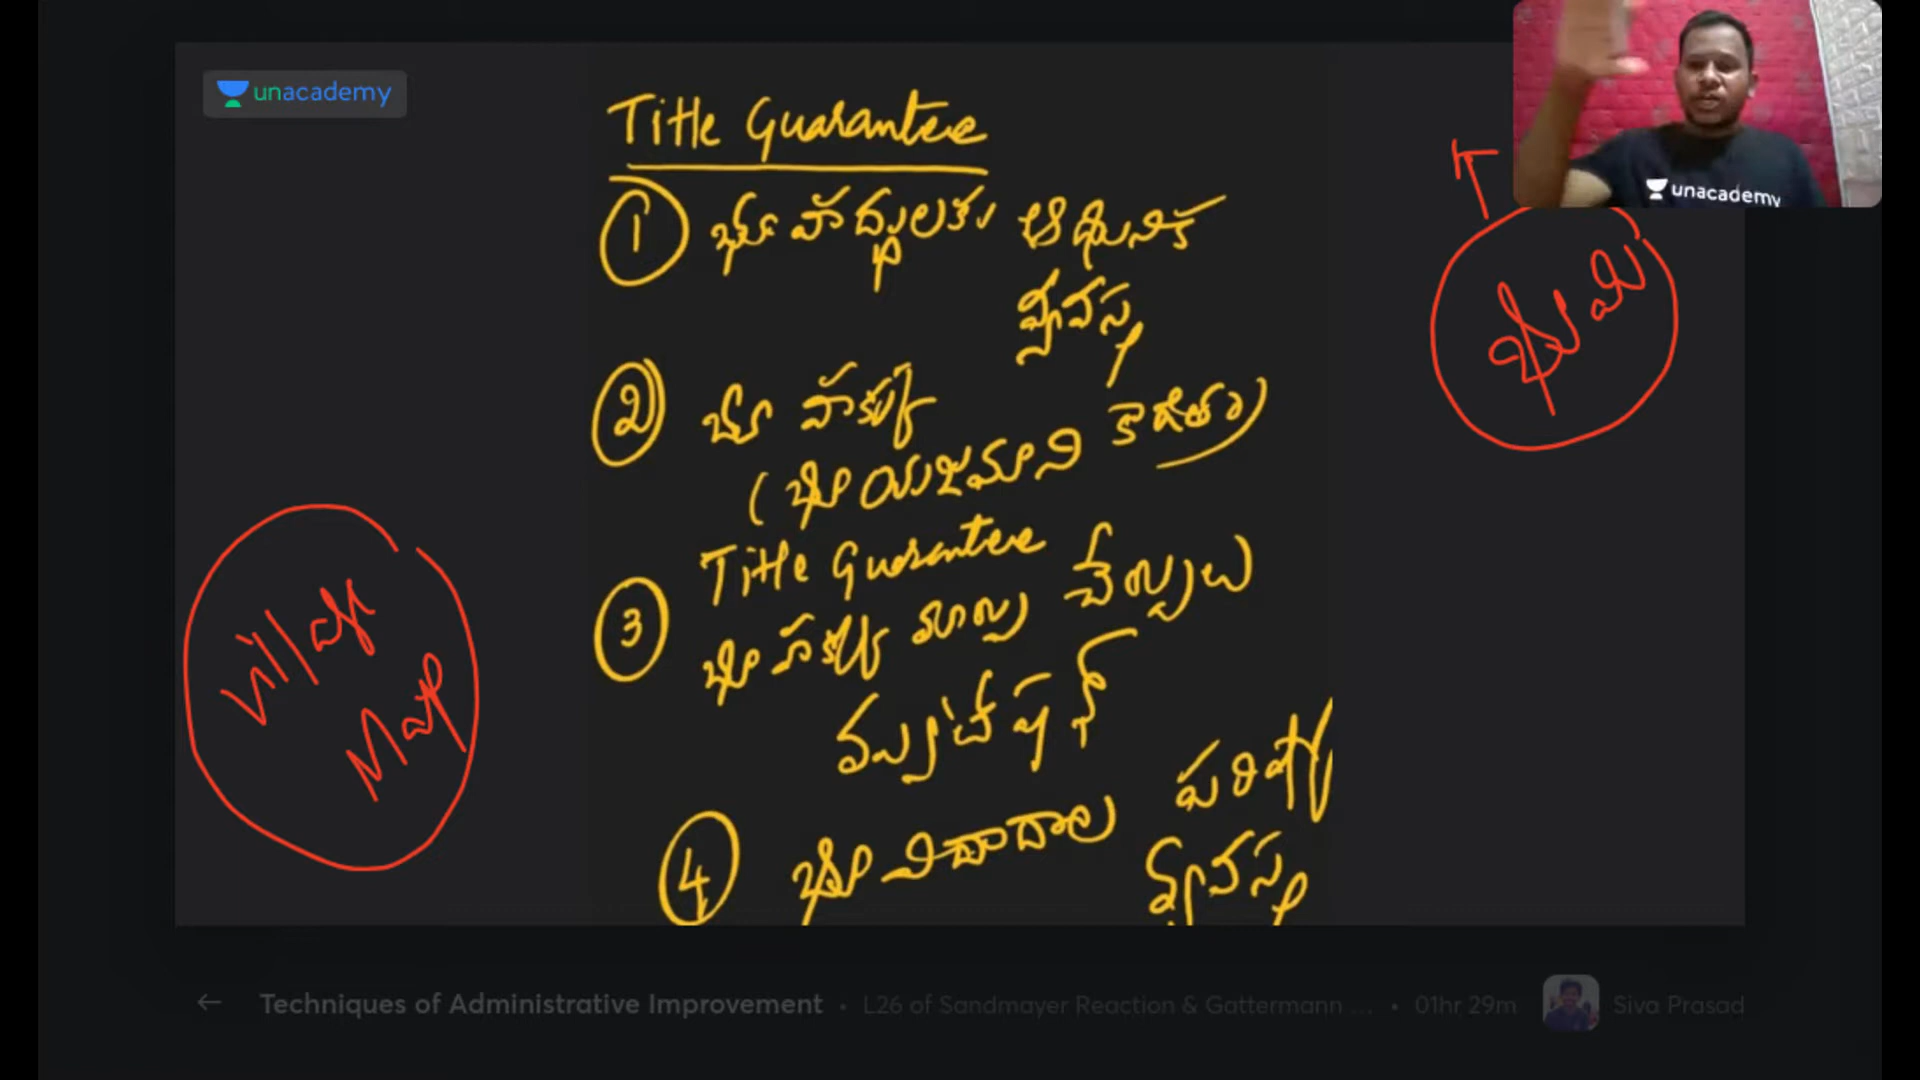 unacademy
unacademy
Title Guarantee
① భూ హద్దులకు ఆధునిక
వ్యవస్థ
② భూ హక్కు
(భూ యజమాని కాగితం)
Title Guarantee
③ భూ హక్కు మార్పు చేర్పులు
మ్యుటేషన్
④ భూ వివాదాల పరిష్కా
వ్యవస్థ
Village
Map
← Techniques of Administrative Improvement • L26 of Sandmayer Reaction & Gattermann ... • 01hr 29m Siva Prasad